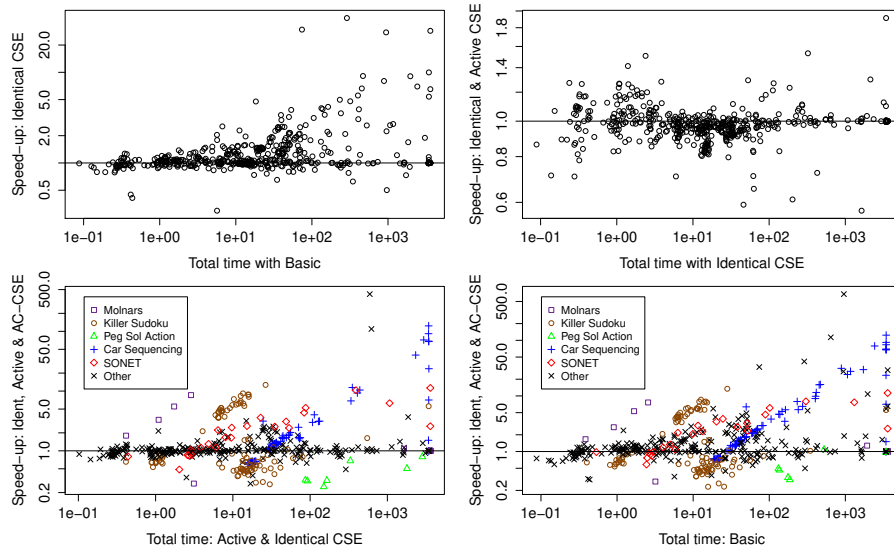 Speed−up: Identical CSE
20.0
5.0
2.0
1.0
0.5
1e−01
1e+00
1e+01
1e+02
1e+03
Total time with Basic
Speed−up: Identical & Active CSE
1.8
1.4
1.0
0.8
0.6
1e−01
1e+00
1e+01
1e+02
1e+03
Total time with Identical CSE
Speed−up: Ident, Active & AC−CSE
500.0
50.0
5.0
1.0
0.2
Molnars
Killer Sudoku
Peg Sol Action
Car Sequencing
SONET
Other
1e−01
1e+00
1e+01
1e+02
1e+03
Total time: Active & Identical CSE
Speed−up: Ident, Active & AC−CSE
500.0
50.0
5.0
1.0
0.2
Molnars
Killer Sudoku
Peg Sol Action
Car Sequencing
SONET
Other
1e−01
1e+00
1e+01
1e+02
1e+03
Total time: Basic